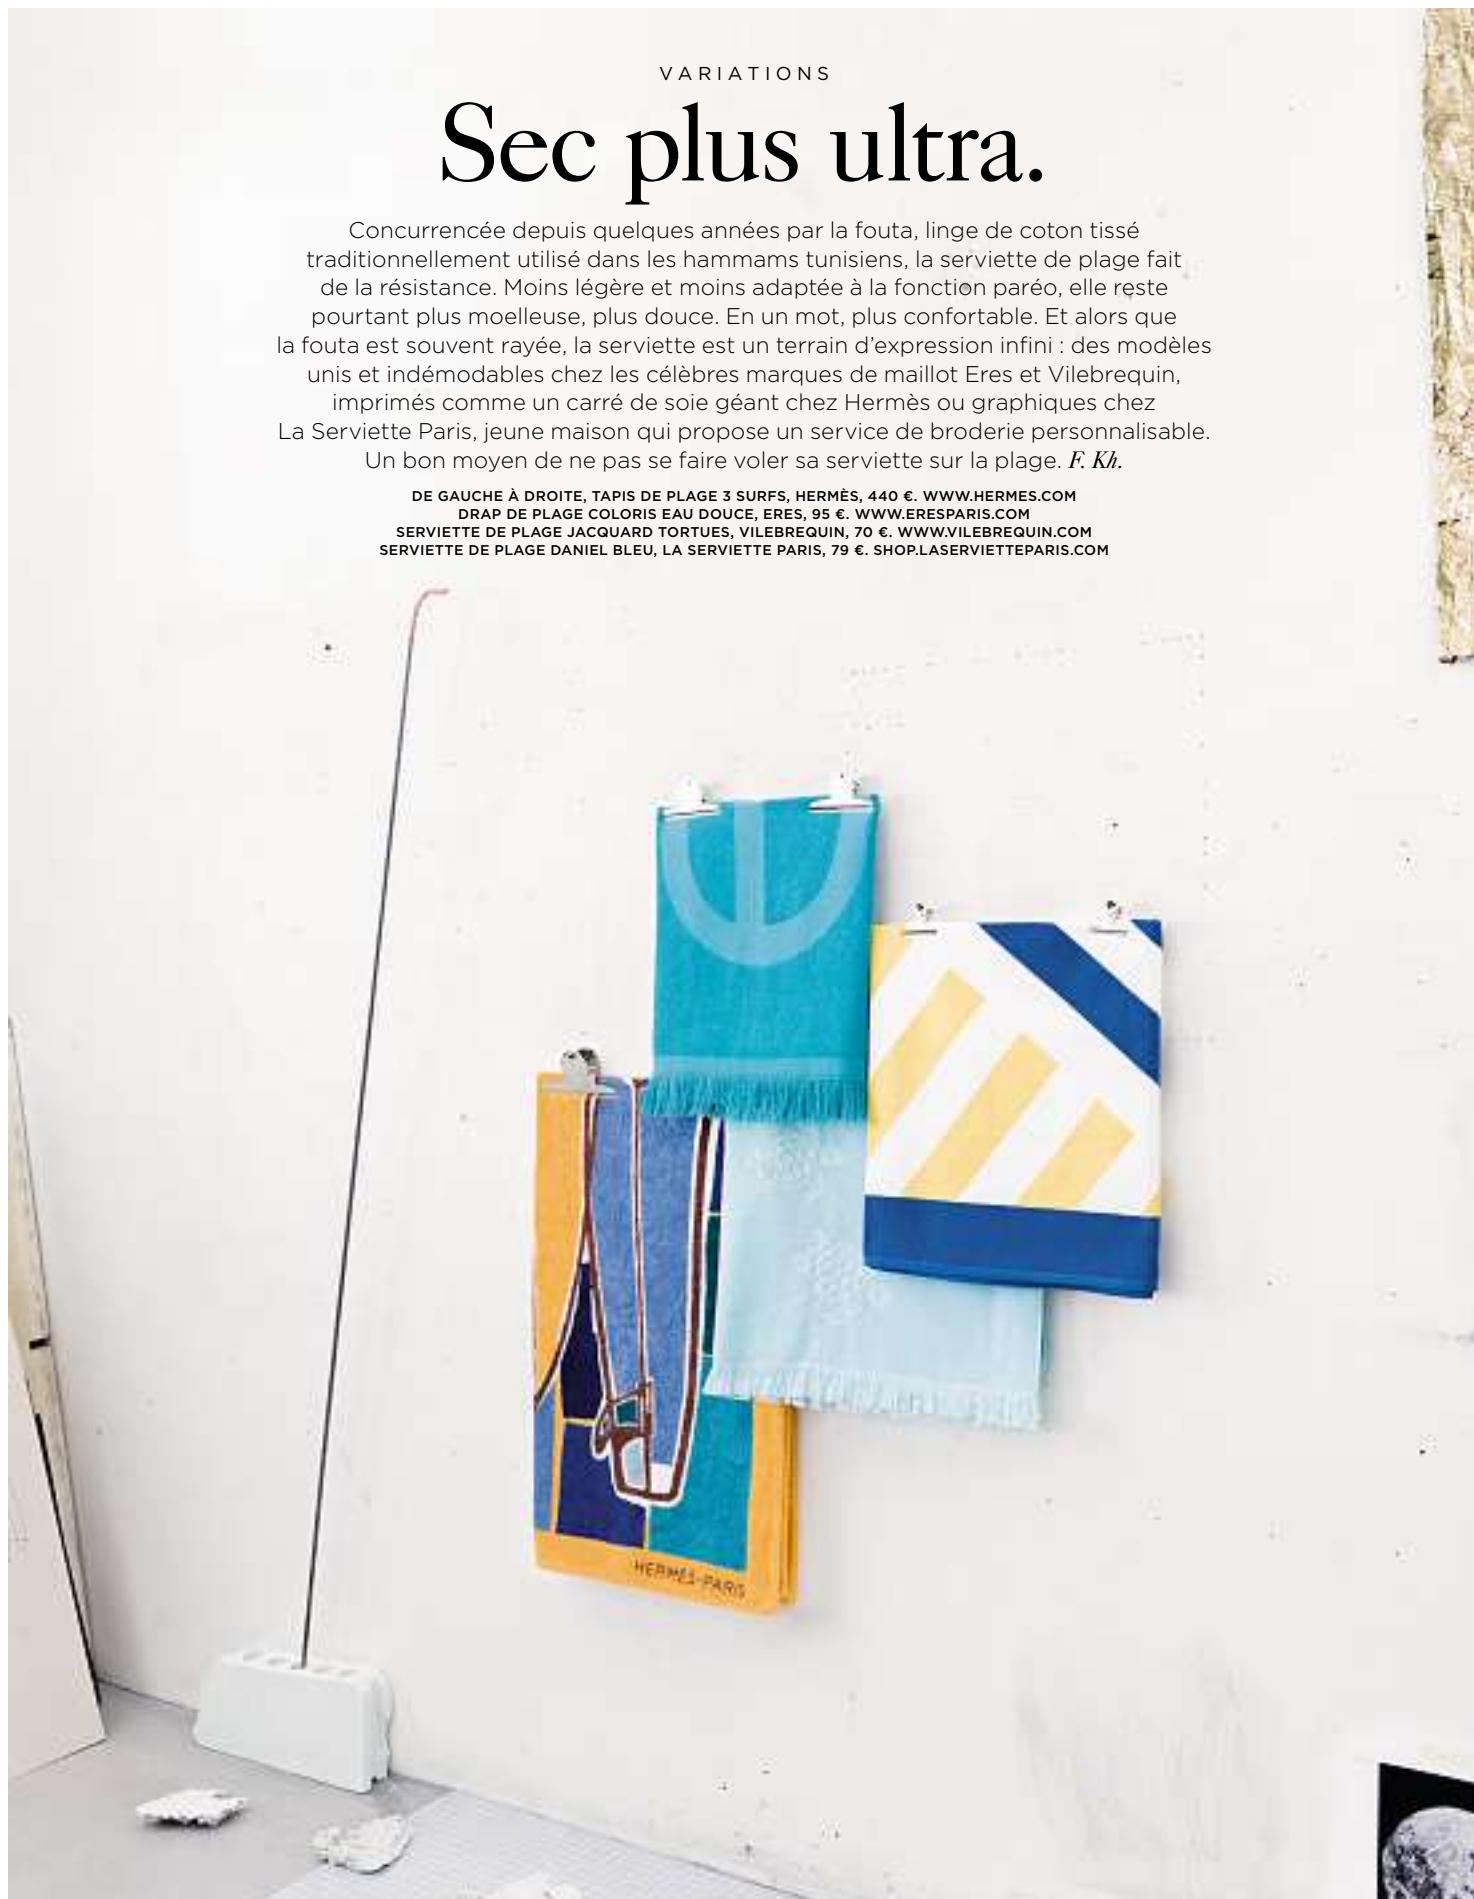 VARIATIONS
Sec plus ultra.
Concurrencée depuis quelques années par la fouta, linge de coton tissé
traditionnellement utilisé dans les hammams tunisiens, la serviette de plage fait
de la résistance. Moins légère et moins adaptée à la fonction paréo, elle reste
pourtant plus moelleuse, plus douce. En un mot, plus confortable. Et alors que
la fouta est souvent rayée, la serviette est un terrain d’expression infini : des modèles
unis et indémodables chez les célèbres marques de maillot Eres et Vilebrequin,
imprimés comme un carré de soie géant chez Hermès ou graphiques chez
La Serviette Paris, jeune maison qui propose un service de broderie personnalisable.
Un bon moyen de ne pas se faire voler sa serviette sur la plage. F. Kh.
DE GAUCHE À DROITE, TAPIS DE PLAGE 3 SURFS, HERMÈS, 440 €. WWW.HERMES.COM
DRAP DE PLAGE COLORIS EAU DOUCE, ERES, 95 €. WWW.ERESPARIS.COM
SERVIETTE DE PLAGE JACQUARD TORTUES, VILEBREQUIN, 70 €. WWW.VILEBREQUIN.COM
SERVIETTE DE PLAGE DANIEL BLEU, LA SERVIETTE PARIS, 79 €. SHOP.LASERVIETTEPARIS.COM
HERMÈS-PARIS